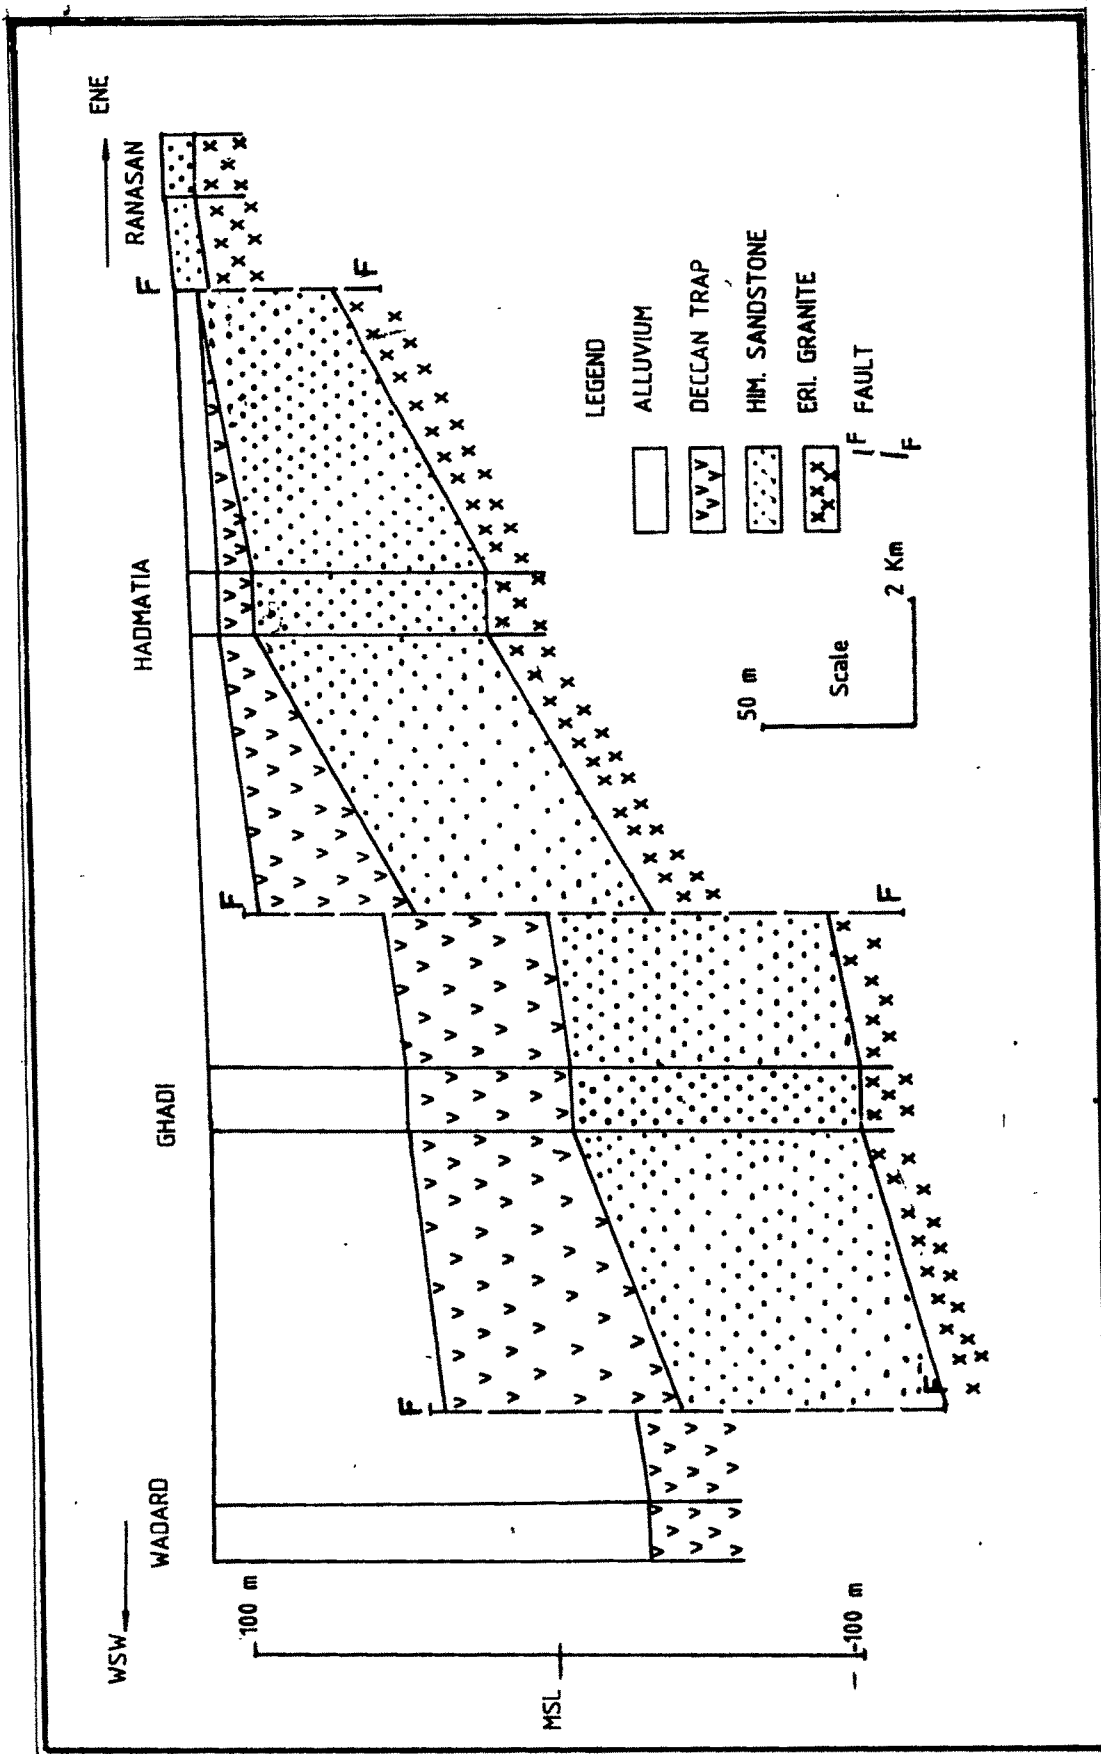 WSW
ENE
WADARD
GHADI
HADMATIA
RANASAN
F
F
F
F
F
F
100 m
MSL
-100 m
LEGEND
ALLUVIUM
DECCAN TRAP
HIM. SANDSTONE
ERI. GRANITE
F
F
FAULT
50 m
Scale
2 Km